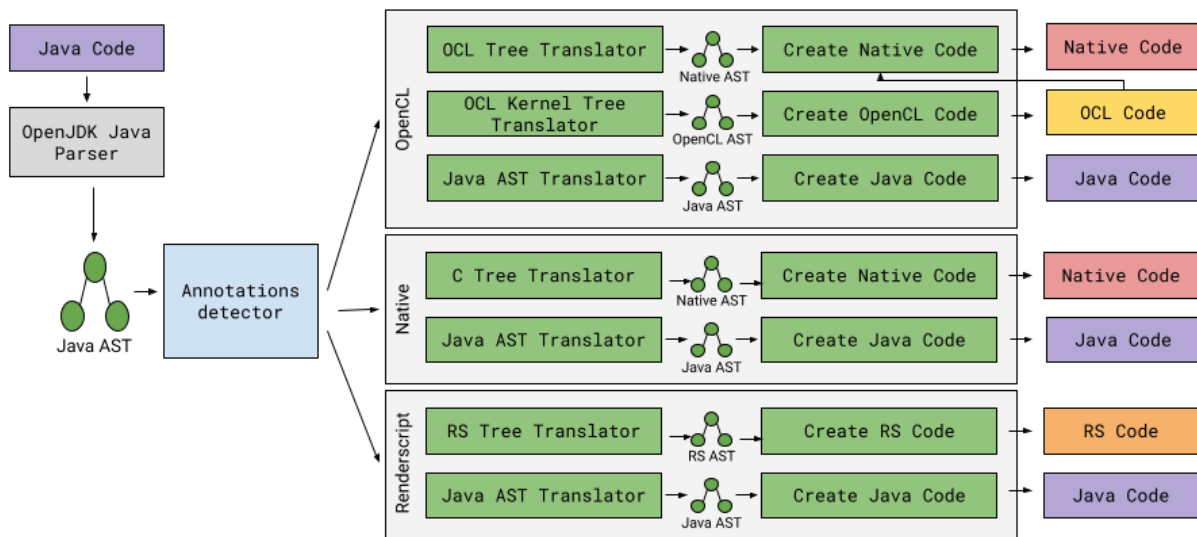 Java Code
OpenJDK Java
Parser
Java AST
Annotations
detector
OpenCL
OCL Tree Translator
Native AST
Create Native Code
Native Code
OCL Kernel Tree
Translator
OpenCL AST
Create OpenCL Code
OCL Code
Java AST Translator
Java AST
Create Java Code
Java Code
Native
C Tree Translator
Native AST
Create Native Code
Native Code
Java AST Translator
Java AST
Create Java Code
Java Code
Renderscript
RS Tree Translator
RS AST
Create RS Code
RS Code
Java AST Translator
Java AST
Create Java Code
Java Code